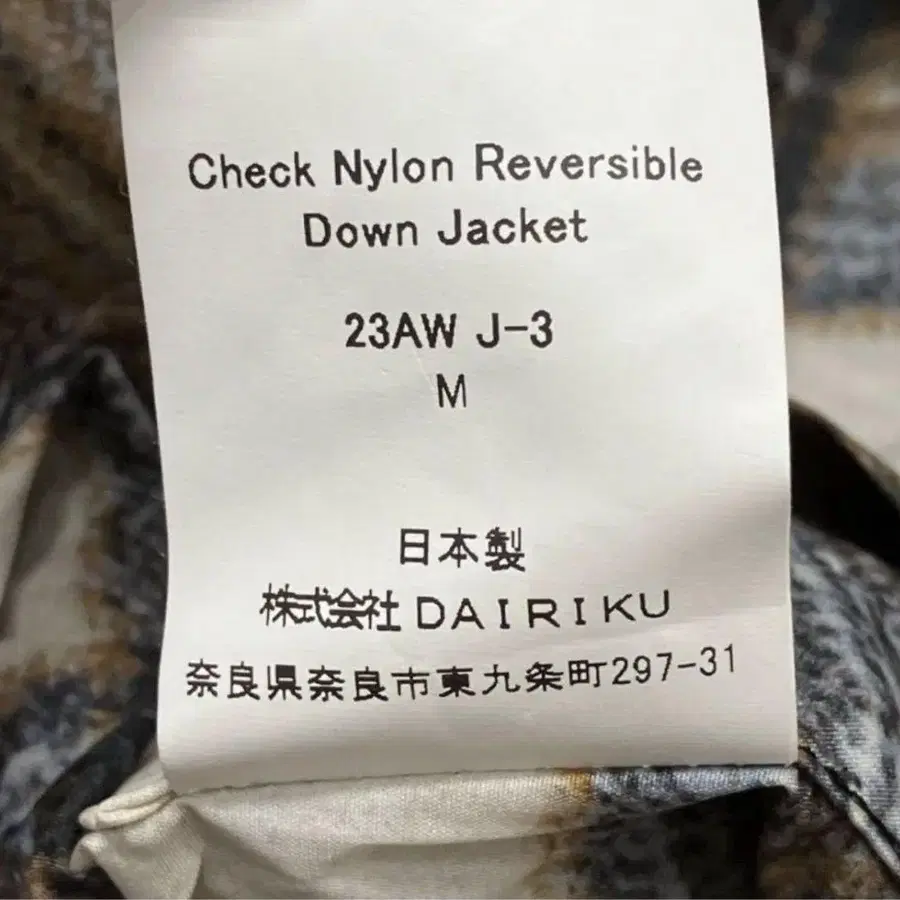 Check Nylon Reversible
Down Jacket
23AW J-3
M
日本製
株式会社DAIRIKU
奈良県奈良市東九条町297-31